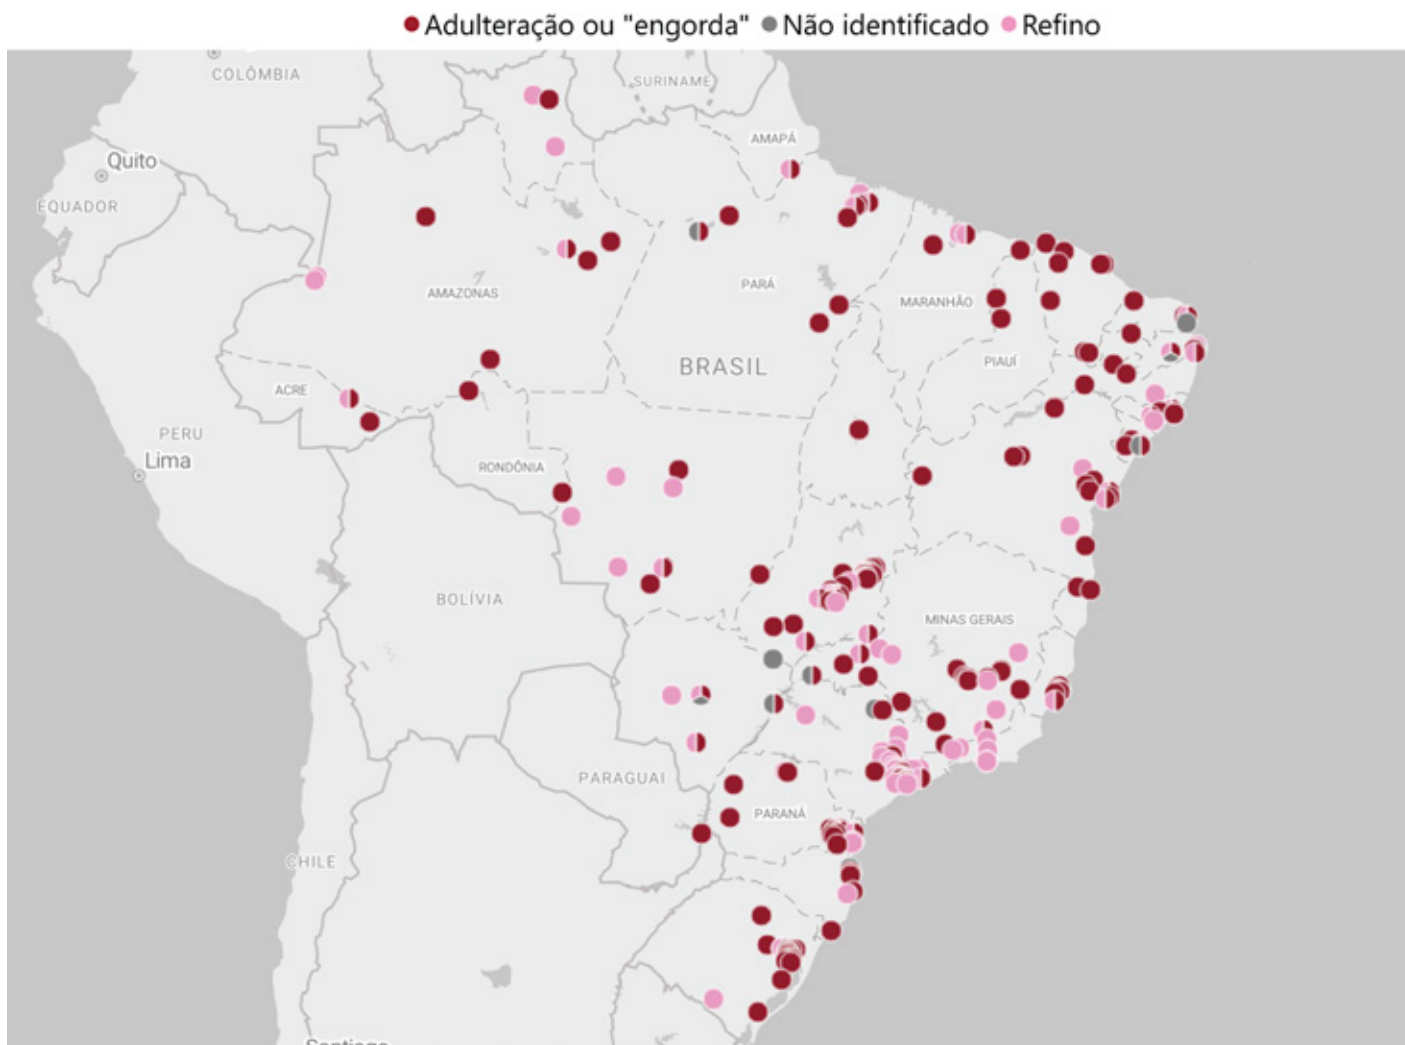 Adulteração ou "engorda" Não identificado Refino
COLÔMBIA
SURINAME
AMAPÁ
Quito
EQUADOR
AMAZONAS
PARÁ
MARANHÃO
BRASIL
PIAUÍ
ACRE
PERU
Lima
RONDÔNIA
BOLÍVIA
MINAS GERAIS
PARAGUAI
PARANÁ
CHILE
Santiago